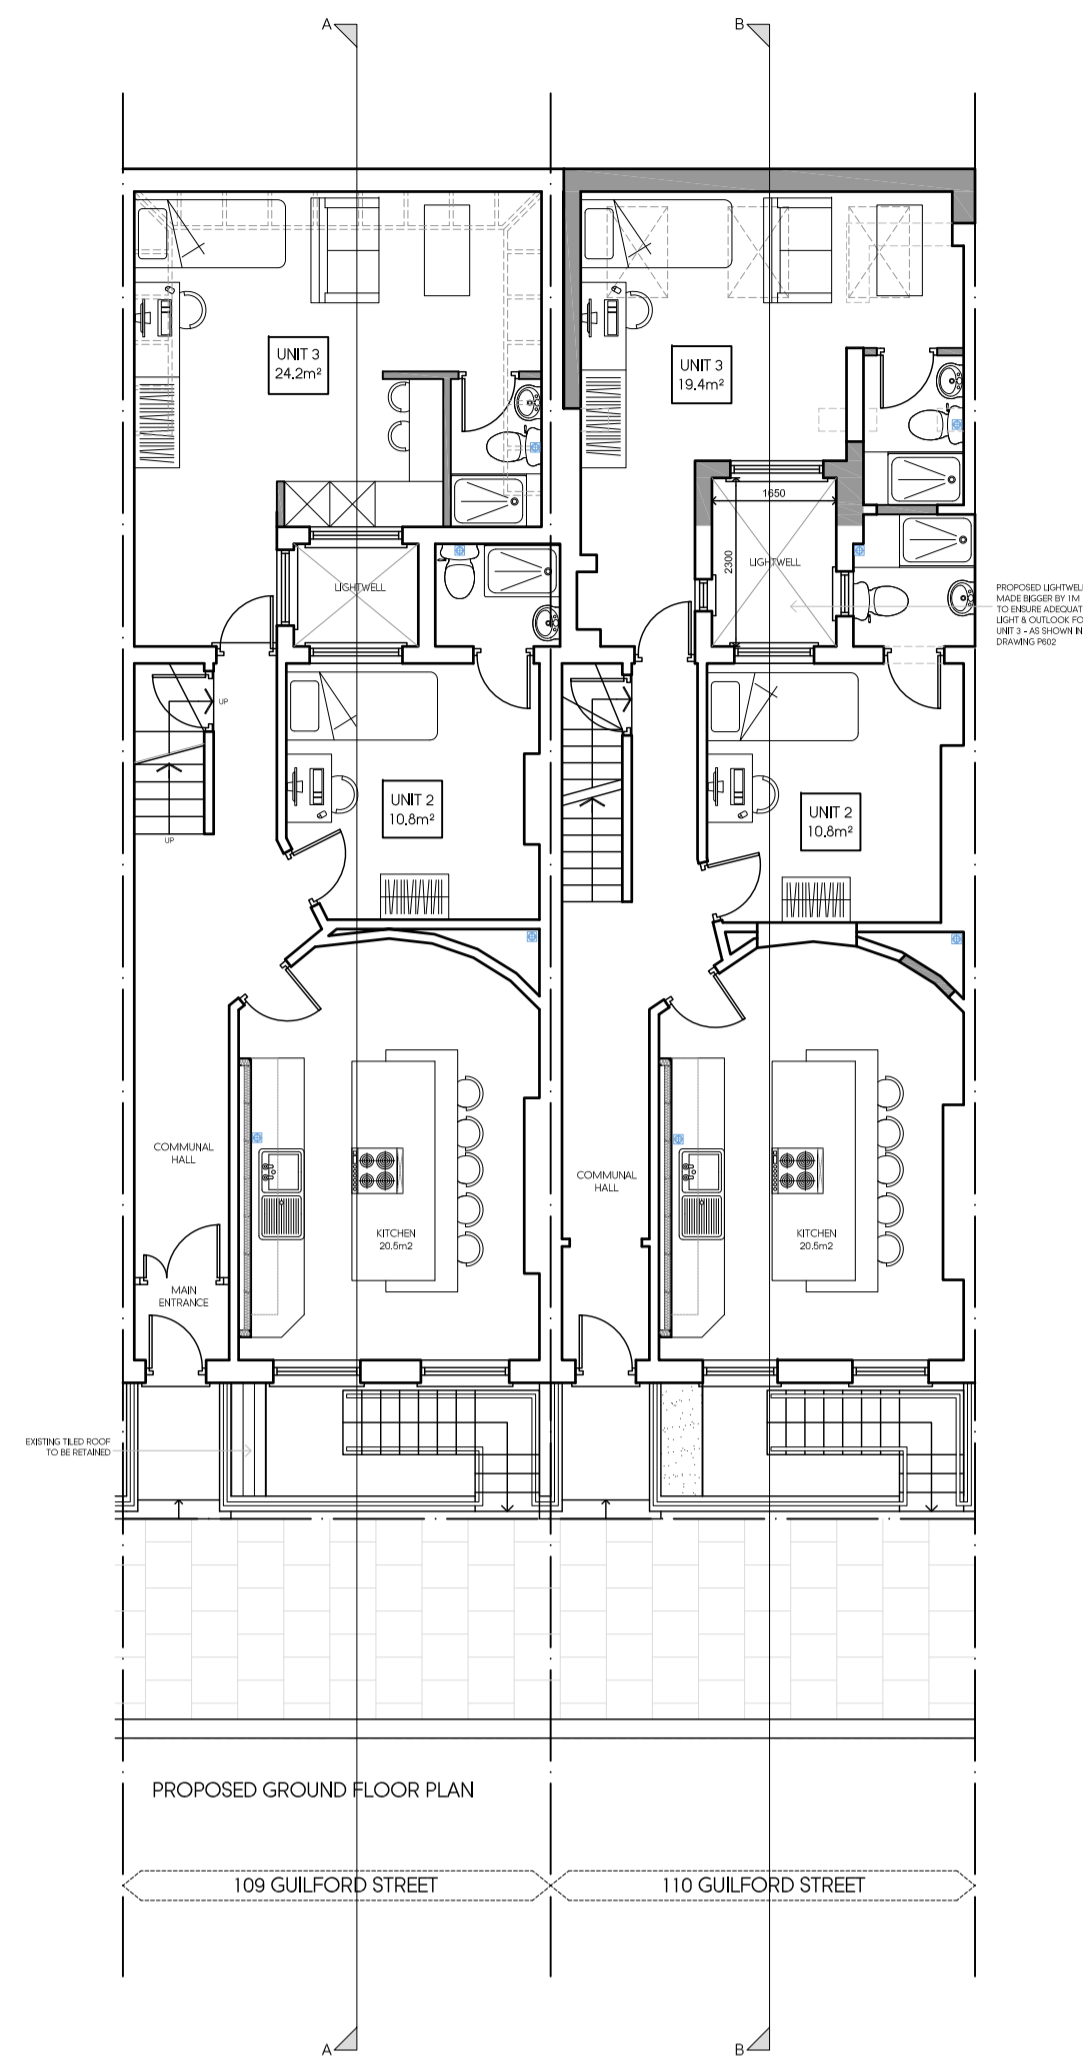 A
B
UNIT 3
24.2m²
UNIT 3
19.4m²
1650
2300
LIGHTWELL
LIGHTWELL
PROPOSED LIGHTWELL
MADE BIGGER BY 1M
TO ENSURE ADEQUAT
LIGHT & OUTLOOK FO
UNIT 3 - AS SHOWN IN
DRAWING P602
UP
UP
UNIT 2
10.8m²
UNIT 2
10.8m²
COMMUNAL
HALL
COMMUNAL
HALL
KITCHEN
20.5m2
KITCHEN
20.5m2
MAIN
ENTRANCE
EXISTING TILED ROOF
TO BE RETAINED
PROPOSED GROUND FLOOR PLAN
109 GUILFORD STREET
110 GUILFORD STREET
A
B